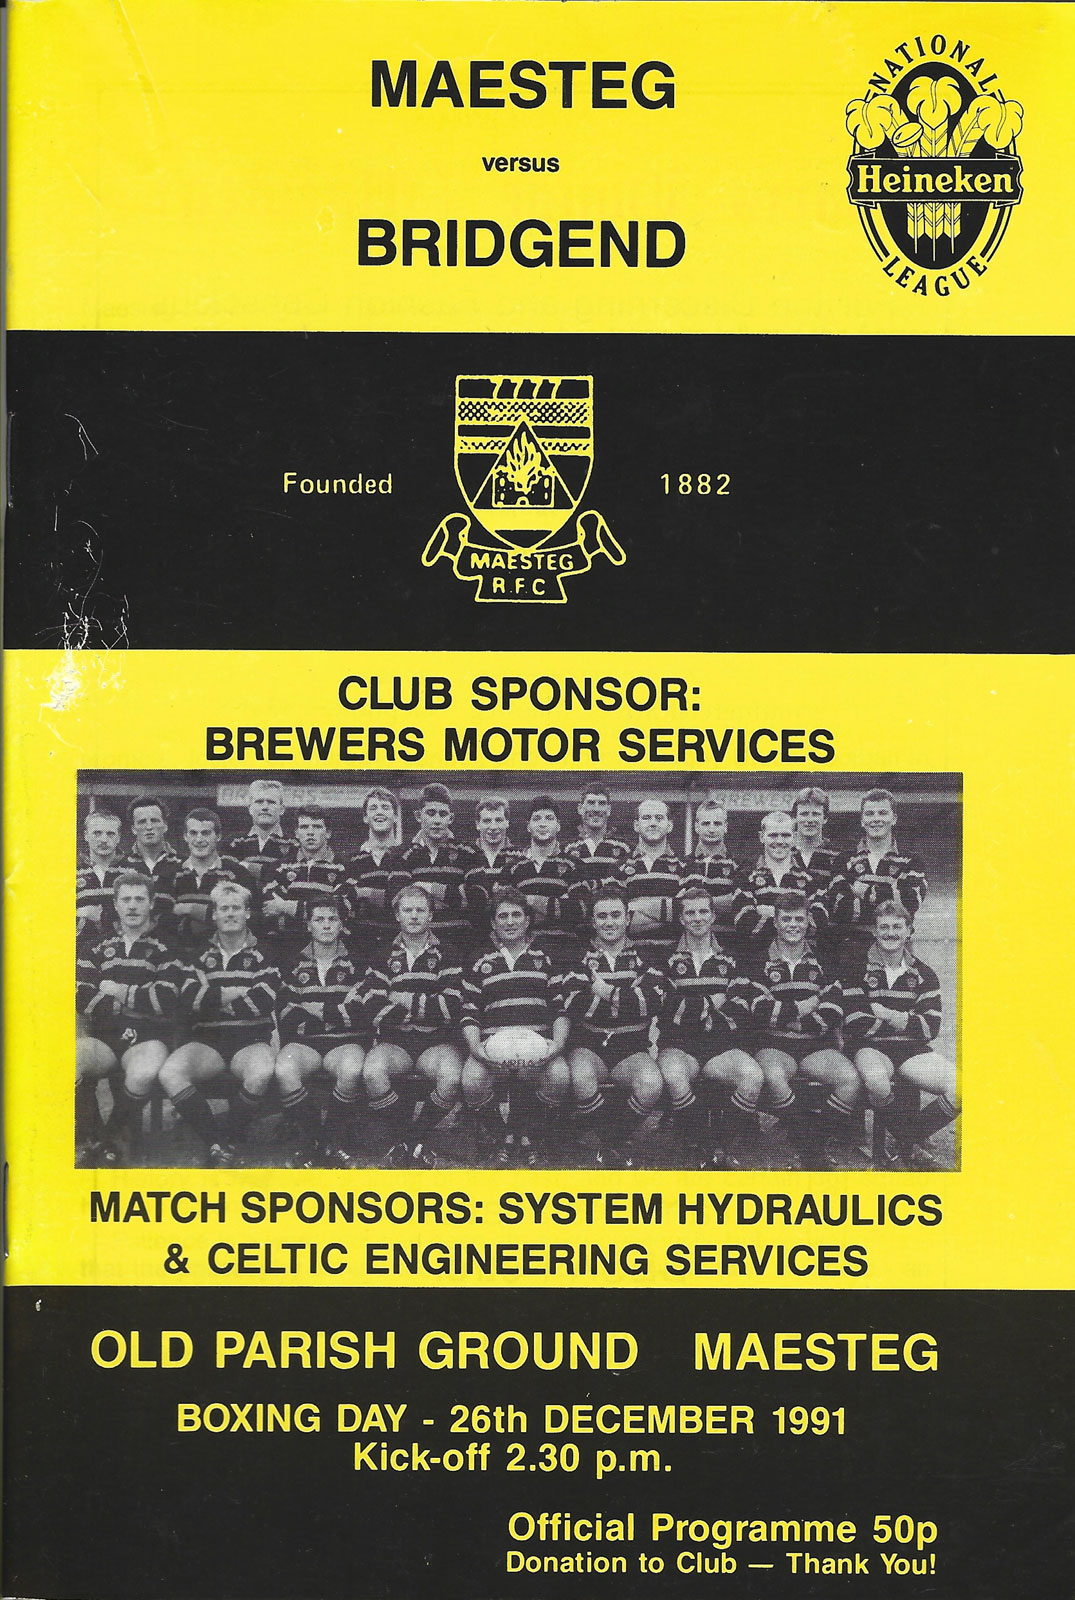 MAESTEG
versus
BRIDGEND
NATIONAL
Heineken
LEAGUE
Founded
1882
MAESTEG
R.F.C
CLUB SPONSOR:
BREWERS MOTOR SERVICES
MATCH SPONSORS: SYSTEM HYDRAULICS
& CELTIC ENGINEERING SERVICES
OLD PARISH GROUND MAESTEG
BOXING DAY - 26th DECEMBER 1991
Kick-off 2.30 p.m.
Official Programme 50p
Donation to Club — Thank You!